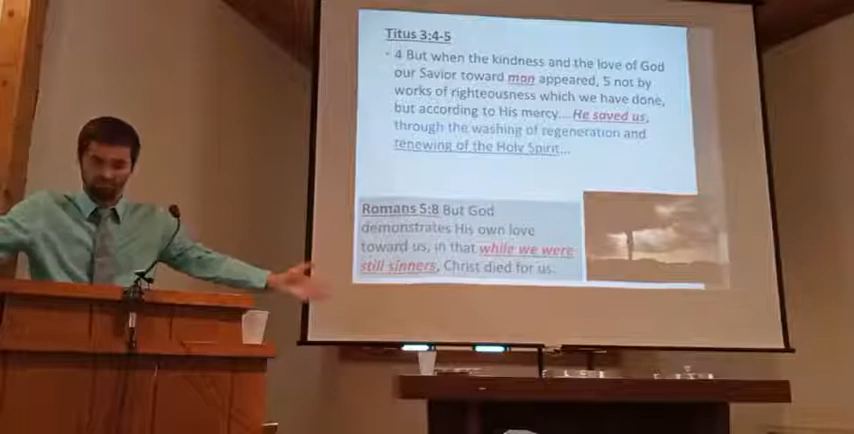 Titus 3:4-5
• 4 But when the kindness and the love of God
our Savior toward man appeared, 5 not by
works of righteousness which we have done,
but according to His mercy... He saved us,
through the washing of regeneration and
renewing of the Holy Spirit...
Romans 5:8 But God
demonstrates His own love
toward us, in that while we were
still sinners, Christ died for us.